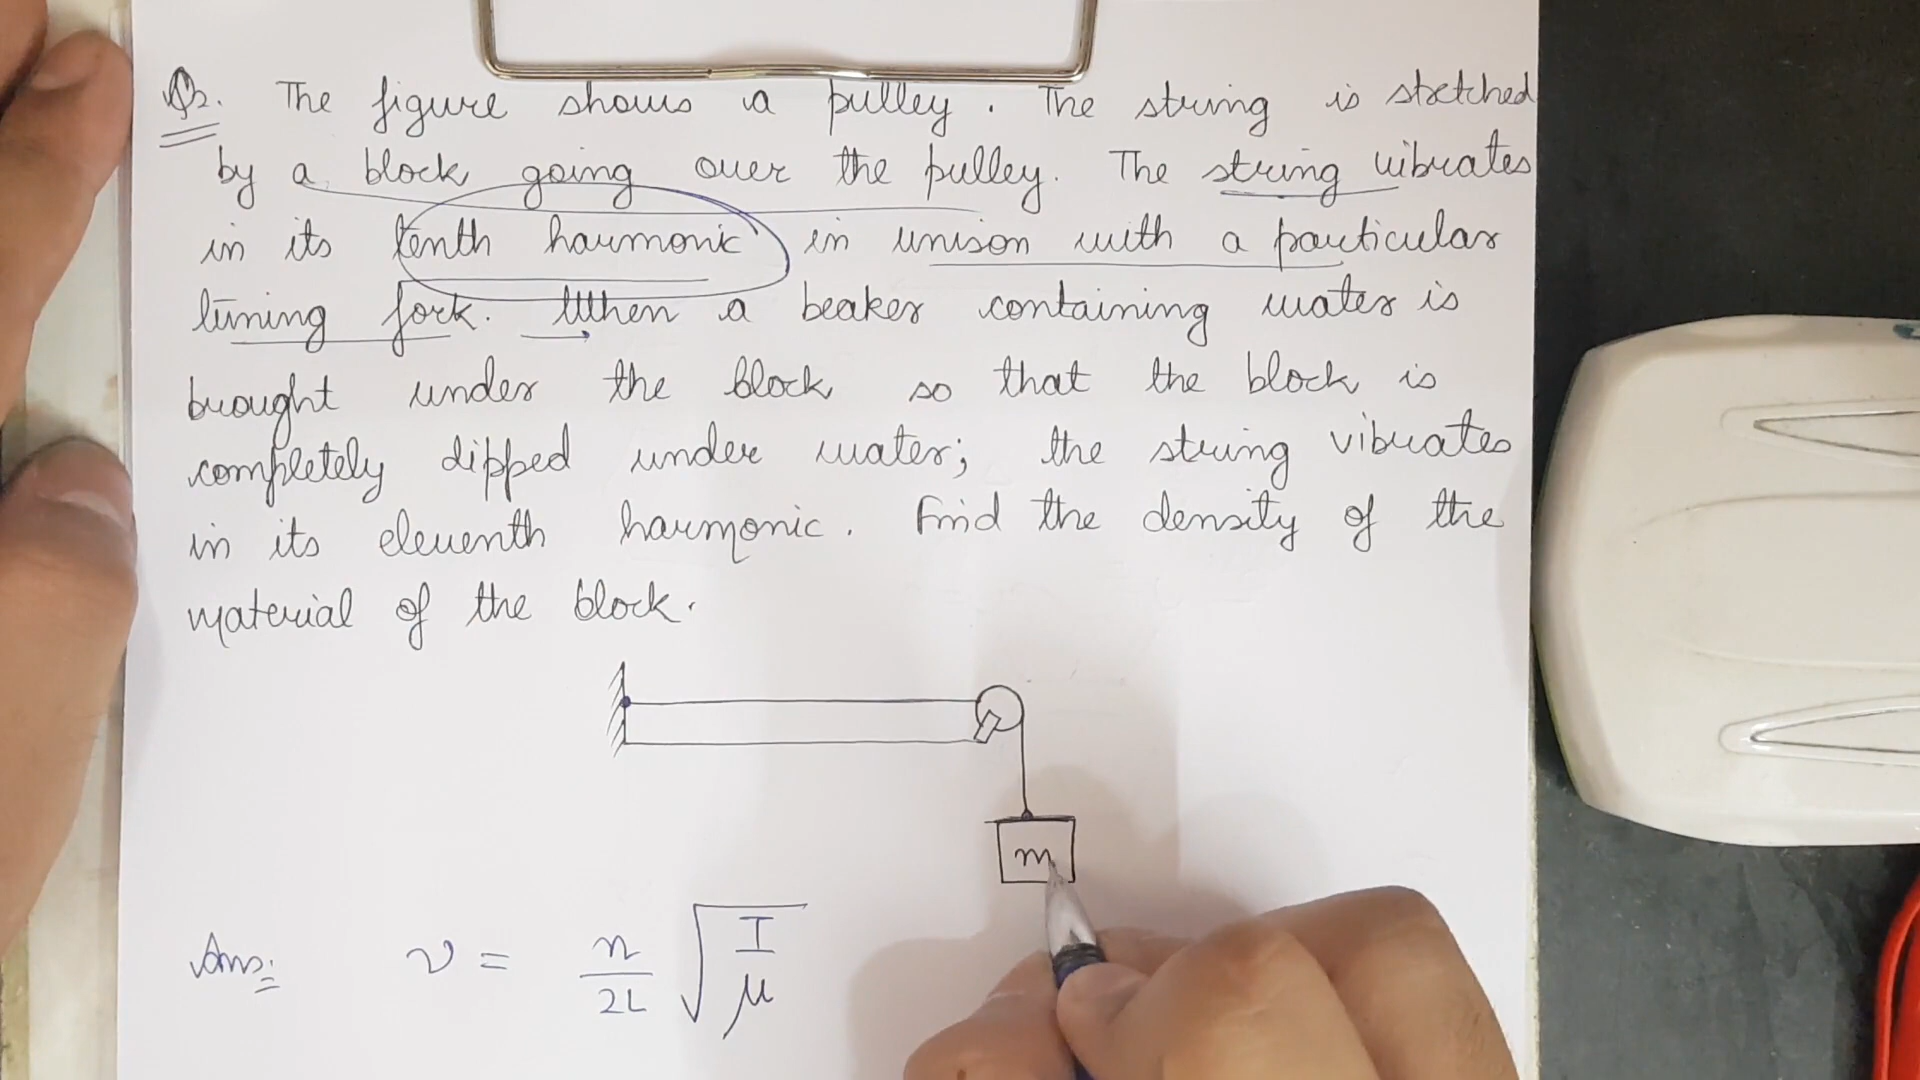 Q2. The figure shows a pulley. The string is stretched
by a block going over the pulley. The string vibrates
in its tenth harmonic in unison with a particular
tuning fork. When a beaker containing water is
brought under the block so that the block is
completely dipped under water; the string vibrates
in its eleventh harmonic. Find the density of the
material of the block.
m
Ans: ν = n/2L √T/μ